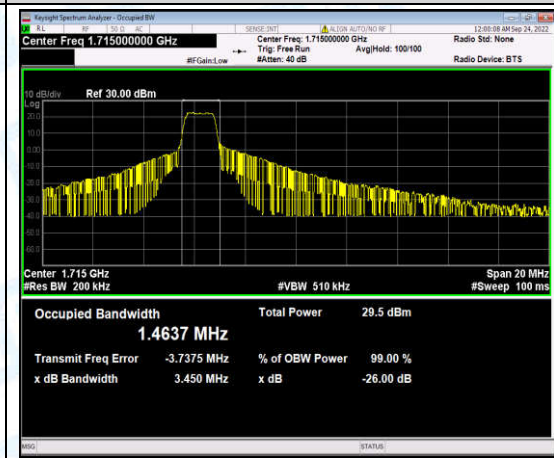 Keysight Spectrum Analyzer - Occupied BW
RL RF 50 Ω AC SENSE:INT ALIGN AUTO/NO RF 12:00:08 AM Sep 24, 2022
Center Freq 1.715000000 GHz Center Freq: 1.715000000 GHz Radio Std: None
Trig: Free Run Avg|Hold: 100/100
#IFGain:Low #Atten: 40 dB Radio Device: BTS
10 dB/div Ref 30.00 dBm
Log
20.0
10.0
0.00
-10.0
-20.0
-30.0
-40.0
-50.0
-60.0
Center 1.715 GHz Span 20 MHz
#Res BW 200 kHz #VBW 510 kHz #Sweep 100 ms
Occupied Bandwidth Total Power 29.5 dBm
1.4637 MHz
Transmit Freq Error -3.7375 MHz % of OBW Power 99.00 %
x dB Bandwidth 3.450 MHz x dB -26.00 dB
MSG STATUS